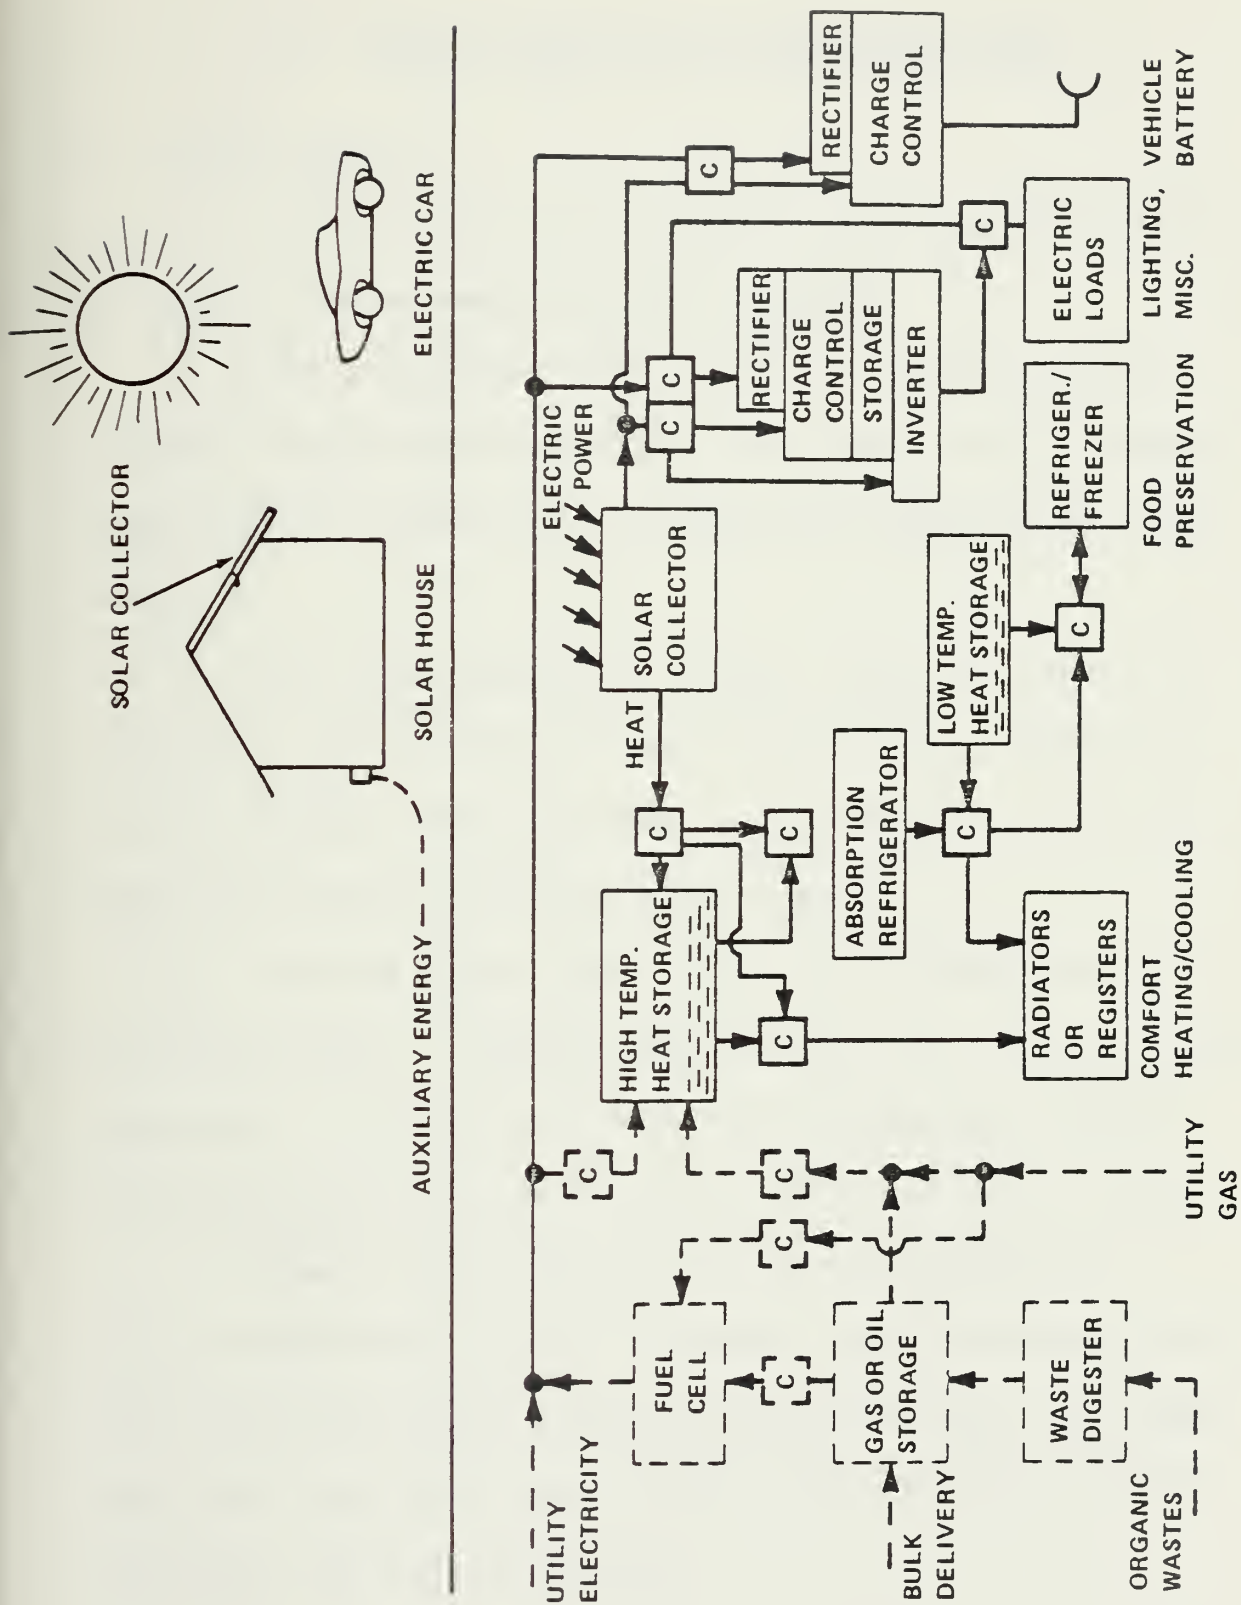 SOLAR COLLECTOR
AUXILIARY ENERGY
SOLAR HOUSE
ELECTRIC CAR
UTILITY
ELECTRICITY
ELECTRIC
POWER
FUEL
CELL
C
HIGH TEMP.
HEAT STORAGE
C
HEAT
SOLAR
COLLECTOR
C
C
C
RECTIFIER
CHARGE
CONTROL
C
C
C
C
C
RECTIFIER
CHARGE
CONTROL
STORAGE
INVERTER
BULK
DELIVERY
GAS OR OIL
STORAGE
ABSORPTION
REFRIGERATOR
C
LOW TEMP.
HEAT STORAGE
C
C
WASTE
DIGESTER
RADIATORS
OR
REGISTERS
REFRIGER./
FREEZER
ELECTRIC
LOADS
ORGANIC
WASTES
UTILITY
GAS
COMFORT
HEATING/COOLING
FOOD
PRESERVATION
LIGHTING,
MISC.
VEHICLE
BATTERY